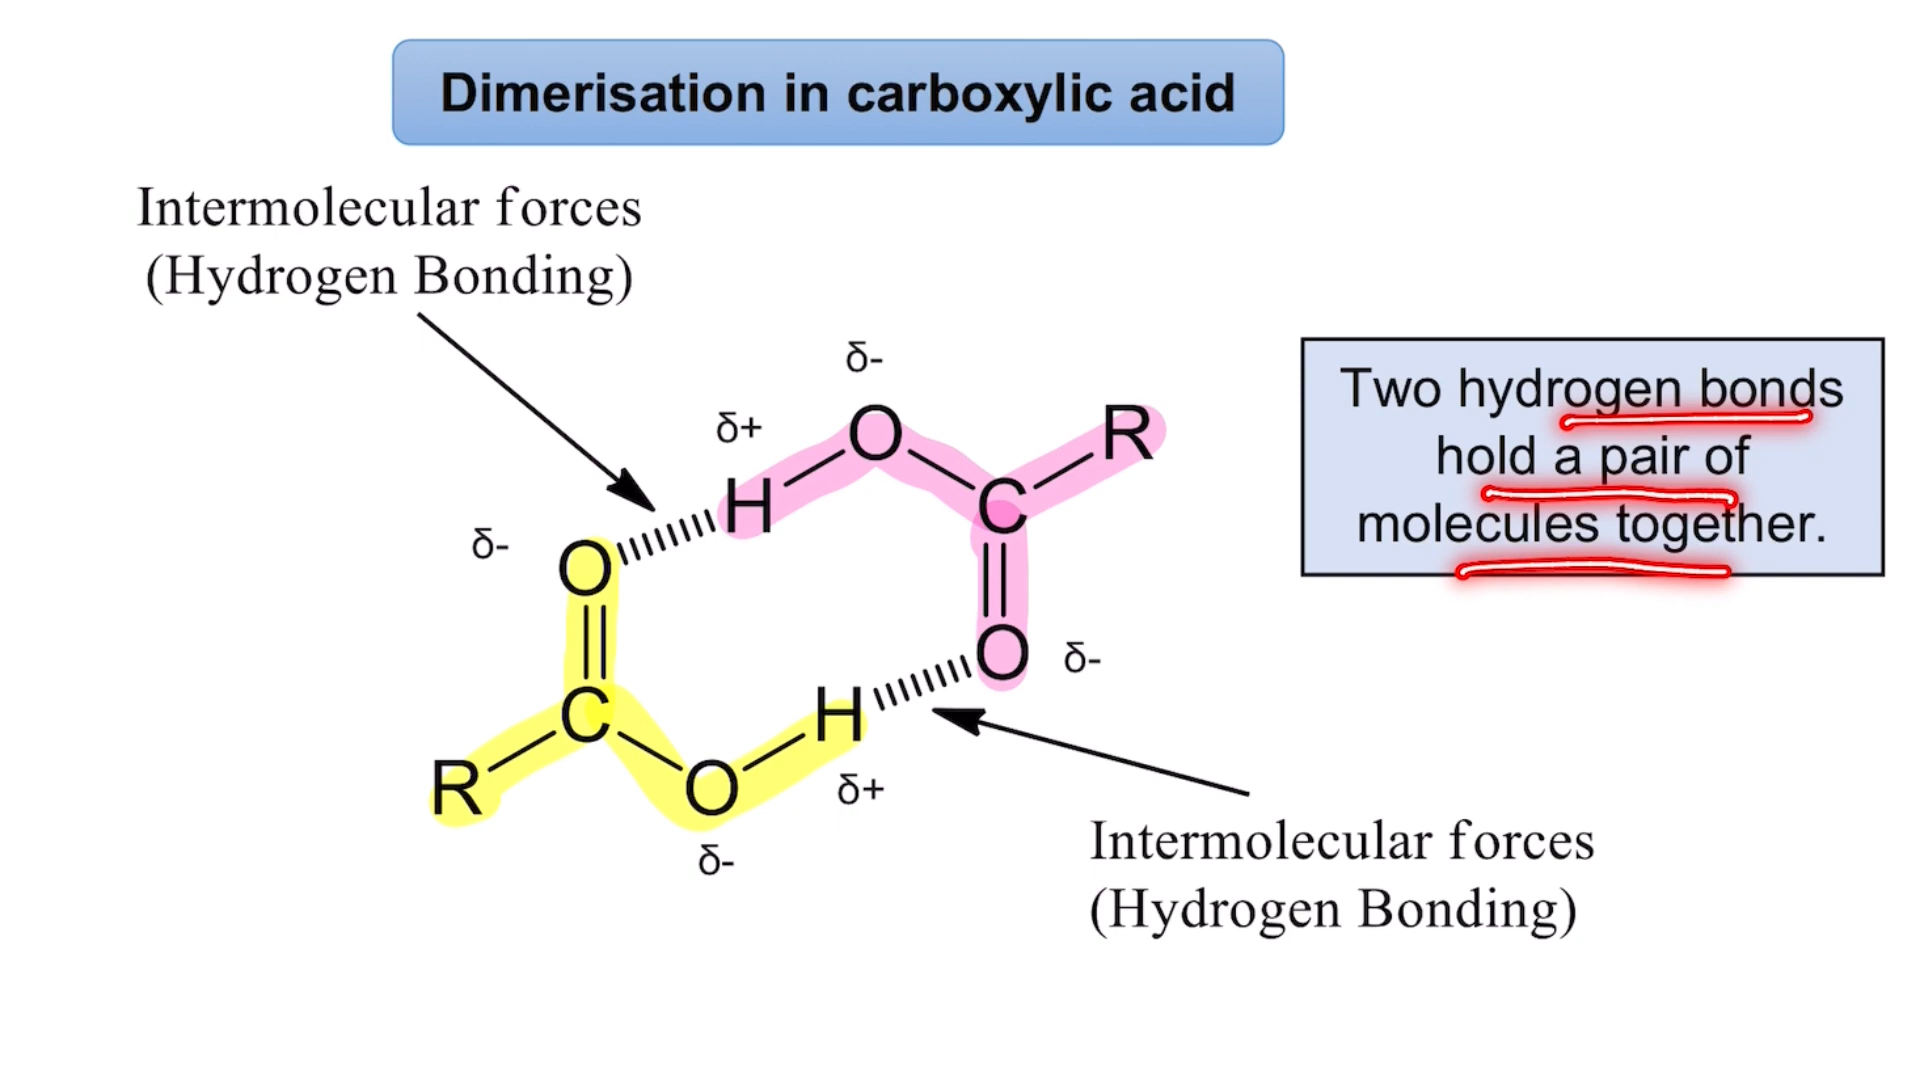 Dimerisation in carboxylic acid
Intermolecular forces
(Hydrogen Bonding)
δ-
δ+
O
R
H
C
Two hydrogen bonds
hold a pair of
molecules together.
δ-
O
O
δ-
C
H
R
O
δ+
δ-
Intermolecular forces
(Hydrogen Bonding)